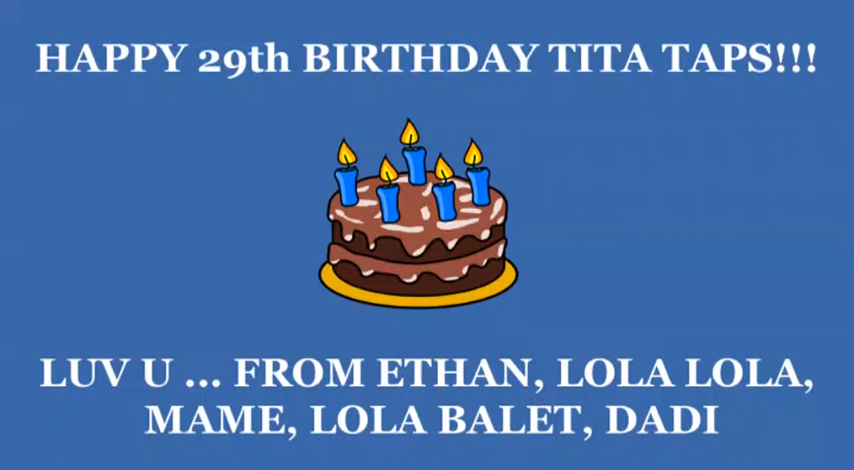 HAPPY 29th BIRTHDAY TITA TAPS!!!
LUV U ... FROM ETHAN, LOLA LOLA,
MAME, LOLA BALET, DADI